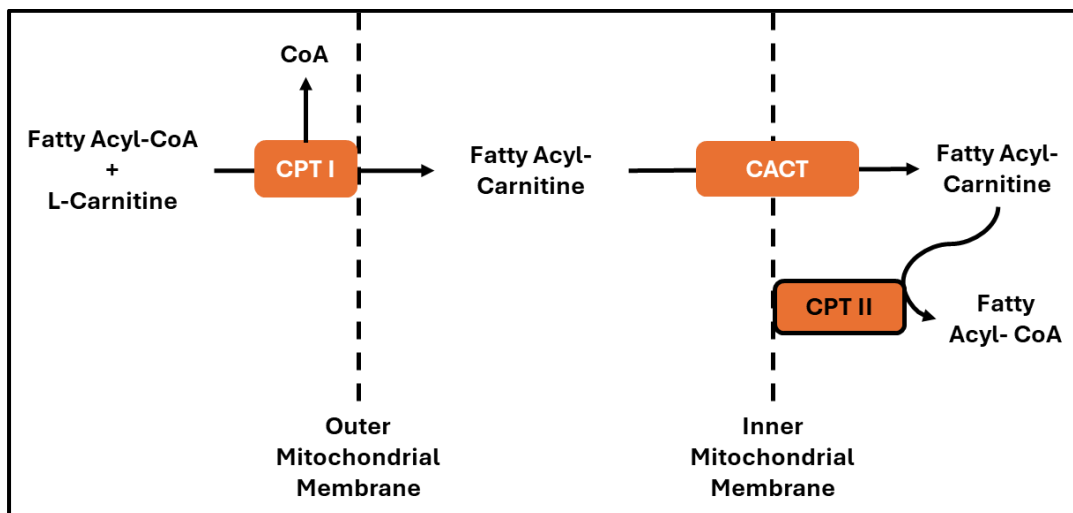 CoA
Fatty Acyl-CoA
+
L-Carnitine
CPT I
Fatty Acyl-
Carnitine
CACT
Fatty Acyl-
Carnitine
CPT II
Fatty
Acyl- CoA
Outer
Mitochondrial
Membrane
Inner
Mitochondrial
Membrane